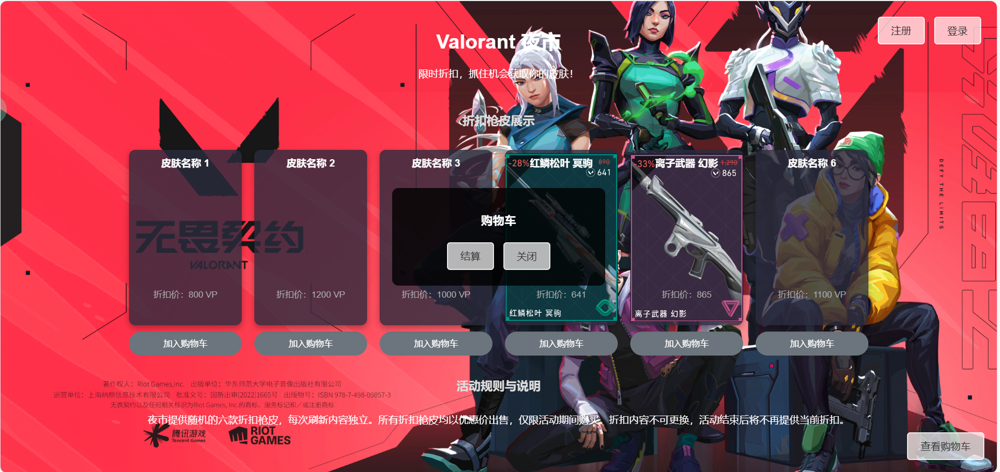 注册
登录
Valorant 夜市
限时折扣，抓住机会获取你的皮肤！
折扣枪皮展示
皮肤名称 1
皮肤名称 2
皮肤名称 3
-28%红鳞松叶 冥驹 890
641
-33%离子武器 幻影 1,290
865
皮肤名称 6
DEFY THE LIMITS
无畏契约
VALORANT
购物车
结算
关闭
折扣价：800 VP
折扣价：1200 VP
折扣价：1000 VP
折扣价：641
折扣价：865
折扣价：1100 VP
红鳞松叶 冥驹
离子武器 幻影
加入购物车
加入购物车
加入购物车
加入购物车
加入购物车
加入购物车
著作权人：Riot Games,Inc. 出版单位：华东师范大学电子音像出版社有限公司
运营单位：上海纳原信息技术有限公司 批准文号：国新出审[2022]1665号 出版物号：ISBN 978-7-498-09857-3
无畏契约以及任何相关标识为Riot Games, Inc.的商标、服务标记和／或注册商标
活动规则与说明
夜市提供随机的六款折扣枪皮，每次刷新内容独立。所有折扣枪皮均以优惠价出售，仅限活动期间购买。折扣内容不可更换，活动结束后将不再提供当前折扣。
腾讯游戏
Tencent Games
RIOT
GAMES
查看购物车